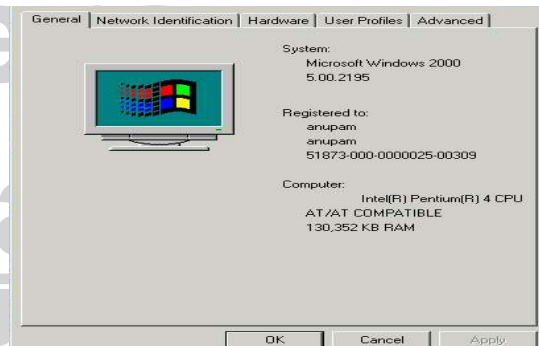 General Network Identification Hardware User Profiles Advanced
System:
Microsoft Windows 2000
5.00.2195
Registered to:
anupam
anupam
51873-000-0000025-00309
Computer:
Intel(R) Pentium(R) 4 CPU
AT/AT COMPATIBLE
130,352 KB RAM
OK Cancel Apply